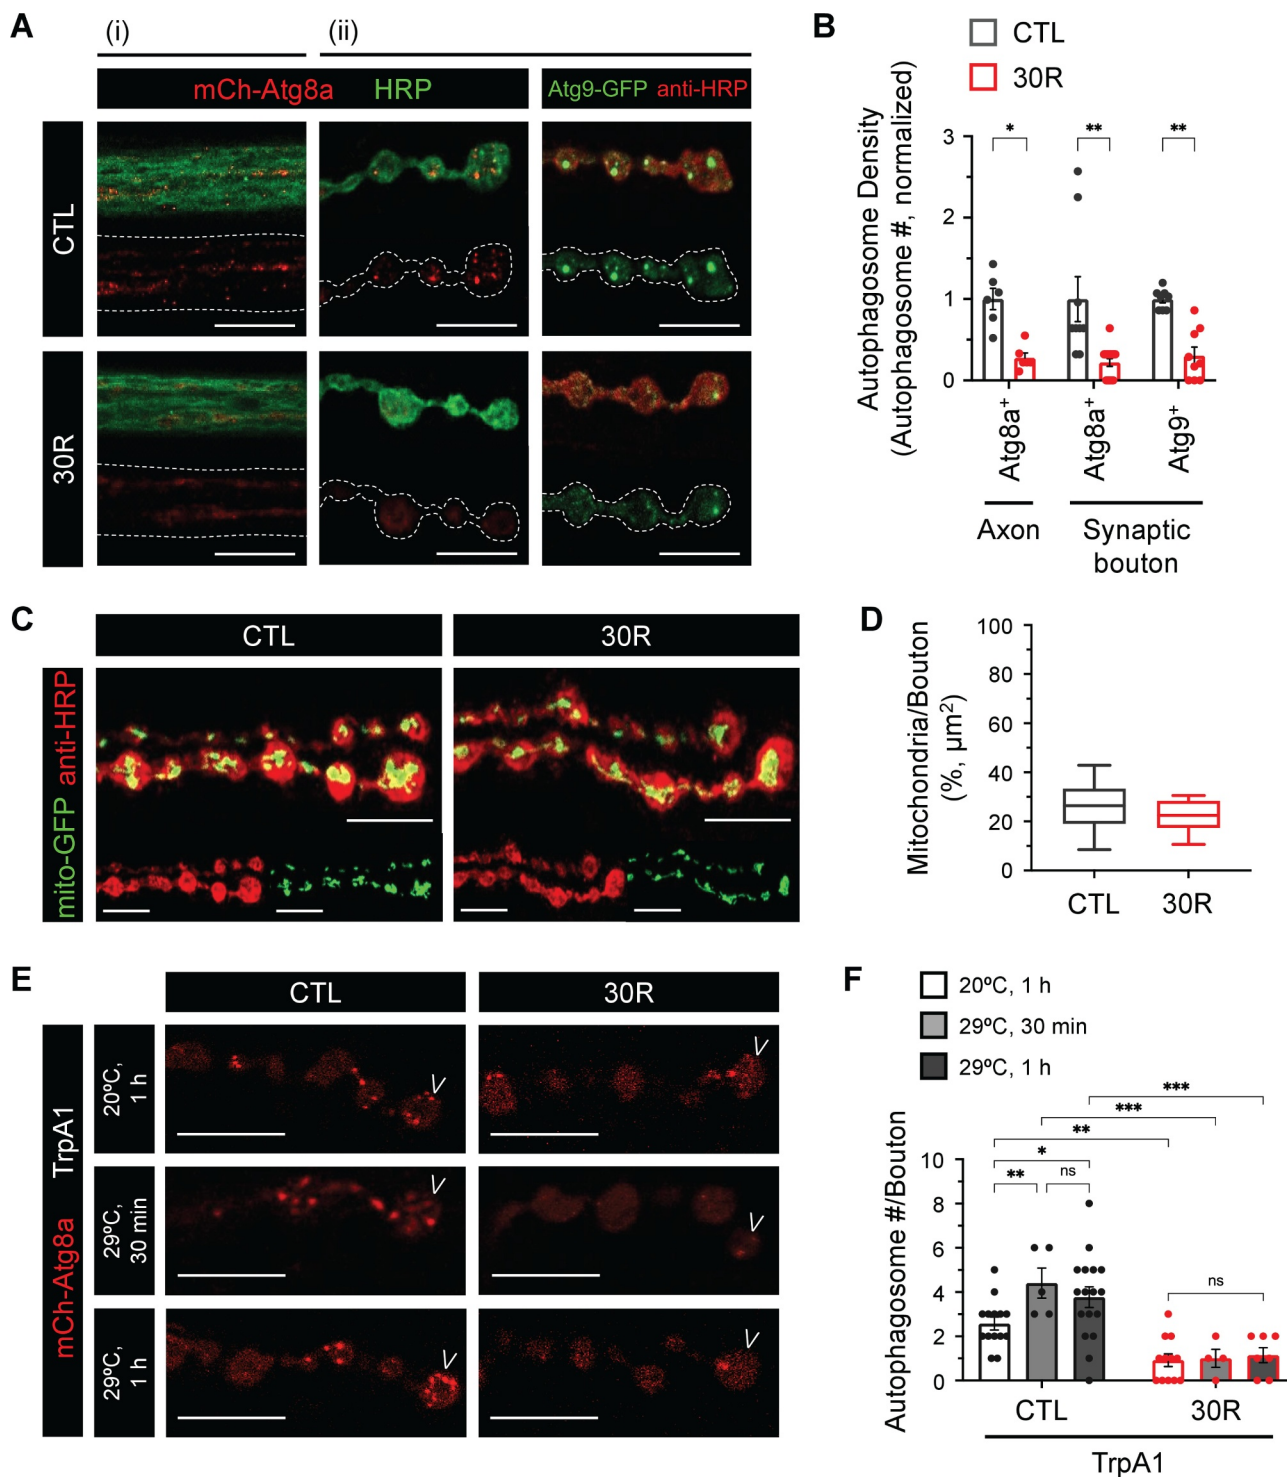 A
(i)
(ii)
mCh-Atg8a HRP
Atg9-GFP anti-HRP
CTL
30R
B
CTL
30R
Autophagosome Density
(Autophagosome #, normalized)
3
2
1
0
*
**
**
Atg8a+
Atg8a+
Atg9+
Axon
Synaptic
bouton
C
CTL
30R
mito-GFP anti-HRP
D
Mitochondria/Bouton
(%, µm²)
100
80
60
40
20
0
CTL
30R
E
CTL
30R
mCh-Atg8a TrpA1
20ºC,
1 h
29ºC,
30 min
29ºC,
1 h
F
20ºC, 1 h
29ºC, 30 min
29ºC, 1 h
Autophagosome #/Bouton
10
8
6
4
2
0
***
***
**
*
**
ns
ns
CTL
30R
TrpA1